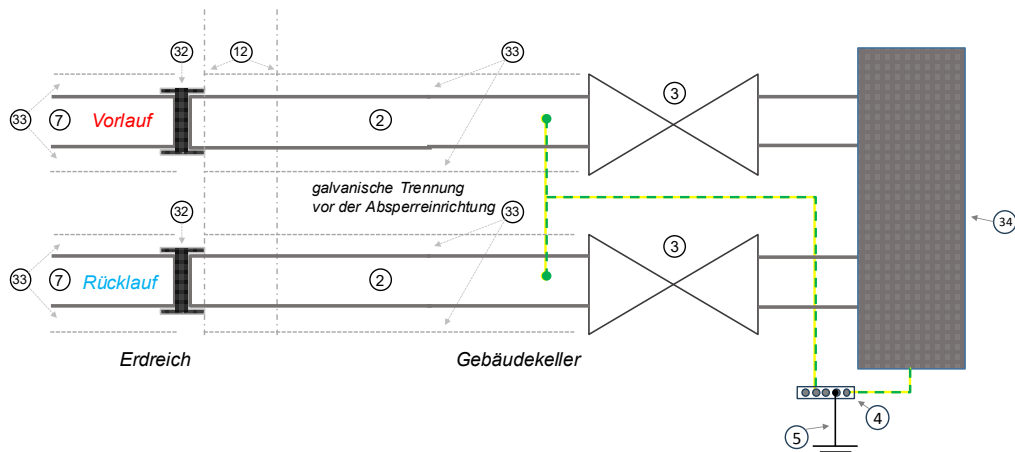 32
12
33
3
33
7
Vorlauf
2
galvanische Trennung
vor der Absperreinrichtung
32
33
34
3
33
7
Rücklauf
2
Erdreich
Gebäudekeller
4
5